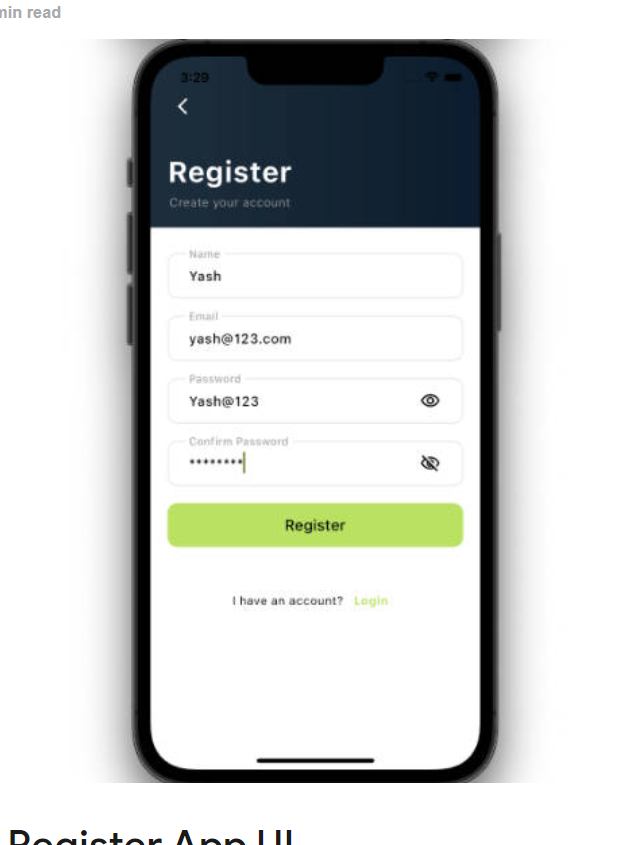 min read
3:29
Register
Create your account
Name
Yash
Email
yash@123.com
Password
Yash@123
Confirm Password
********
Register
I have an account? Login
Register App UI